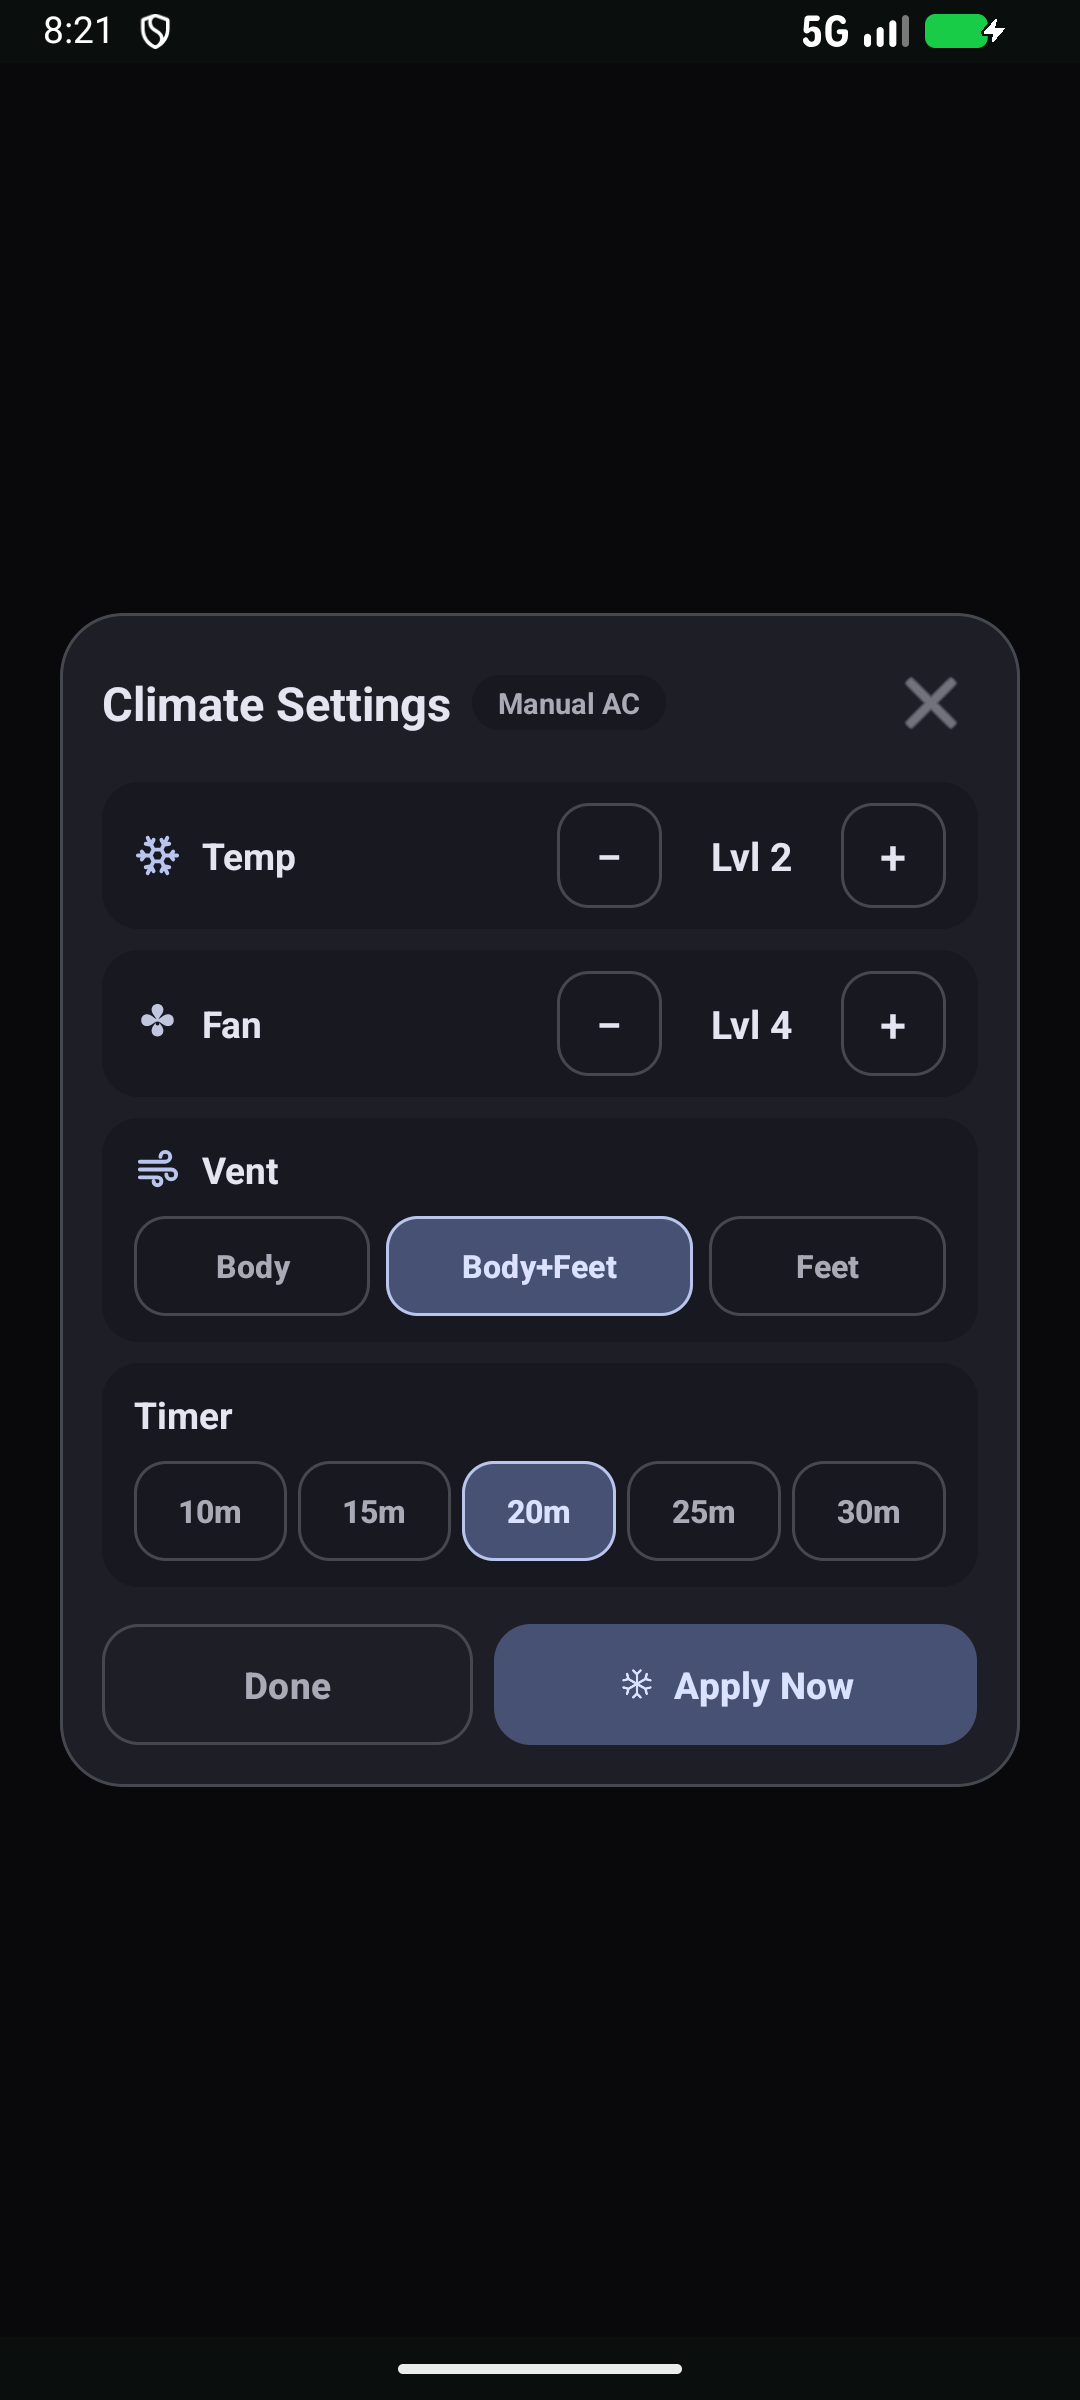 8:21 5G
Climate Settings Manual AC
Temp − Lvl 2 +
Fan − Lvl 4 +
Vent
Body Body+Feet Feet
Timer
10m 15m 20m 25m 30m
Done Apply Now